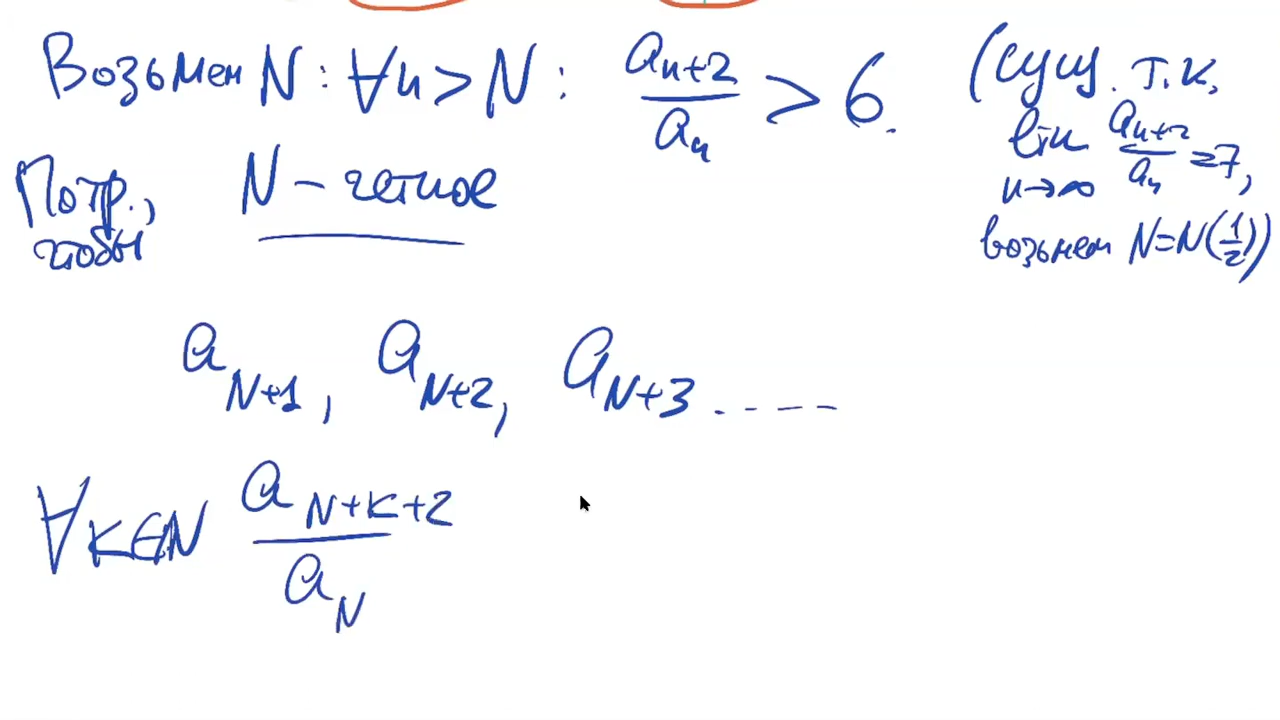 Возьмем N : ∀n > N : a_{n+2}/a_n > 6. (сущ. т.к.
lim_{n→∞} a_{n+2}/a_n = 7,
возьмем N = N(1/2))
Потр., чтобы N – четное
a_{N+1}, a_{N+2}, a_{N+3} . - - - -
∀k∈N a_{N+k+2}/a_N